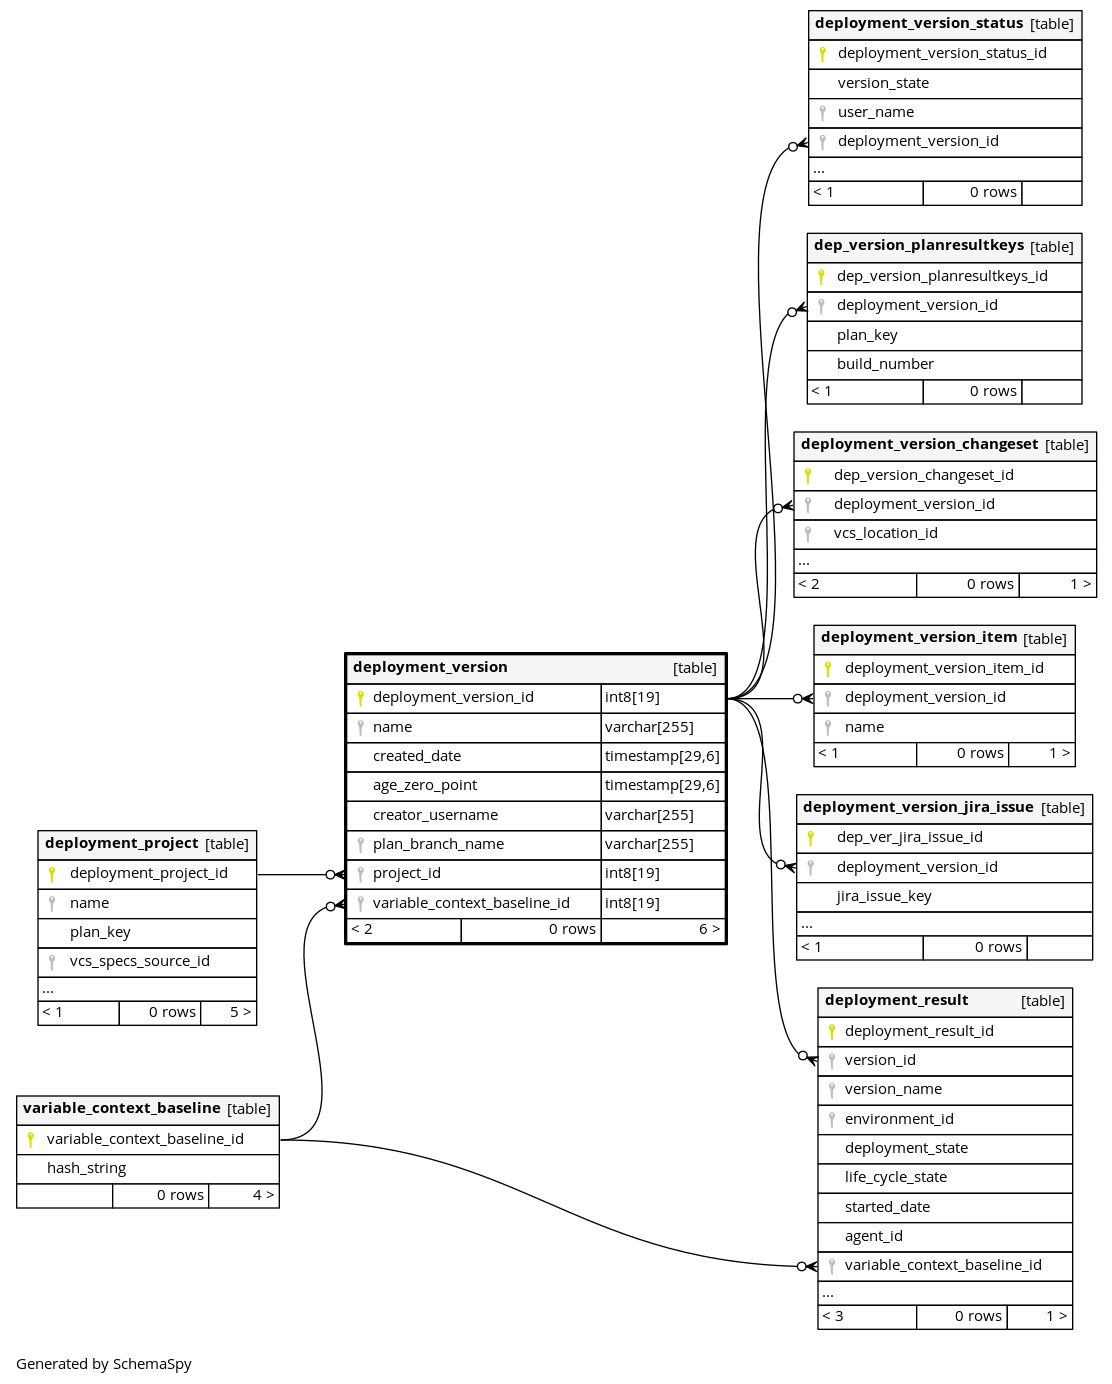 deployment_version_status [table]
deployment_version_status_id
version_state
user_name
deployment_version_id
...
< 1 0 rows
dep_version_planresultkeys [table]
dep_version_planresultkeys_id
deployment_version_id
plan_key
build_number
< 1 0 rows
deployment_version_changeset [table]
dep_version_changeset_id
deployment_version_id
vcs_location_id
...
< 2 0 rows 1 >
deployment_version_item [table]
deployment_version_item_id
deployment_version_id
name
< 1 0 rows 1 >
deployment_version [table]
deployment_version_id int8[19]
name varchar[255]
created_date timestamp[29,6]
age_zero_point timestamp[29,6]
creator_username varchar[255]
plan_branch_name varchar[255]
project_id int8[19]
variable_context_baseline_id int8[19]
< 2 0 rows 6 >
deployment_version_jira_issue [table]
dep_ver_jira_issue_id
deployment_version_id
jira_issue_key
...
< 1 0 rows
deployment_project [table]
deployment_project_id
name
plan_key
vcs_specs_source_id
...
< 1 0 rows 5 >
deployment_result [table]
deployment_result_id
version_id
version_name
environment_id
deployment_state
life_cycle_state
started_date
agent_id
variable_context_baseline_id
...
< 3 0 rows 1 >
variable_context_baseline [table]
variable_context_baseline_id
hash_string
0 rows 4 >
Generated by SchemaSpy